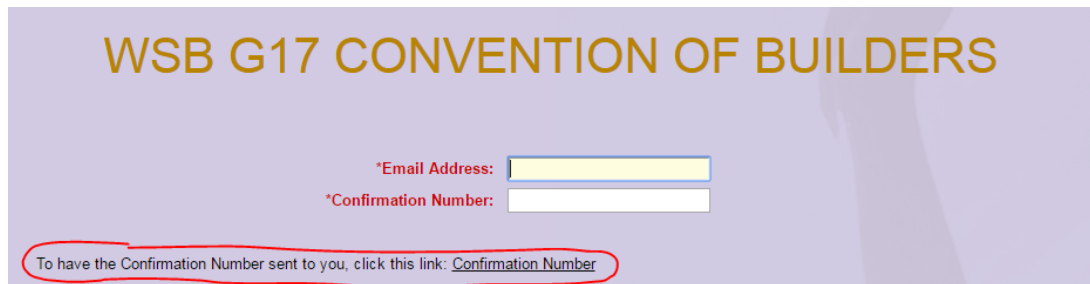 WSB G17 CONVENTION OF BUILDERS
*Email Address:
*Confirmation Number:
To have the Confirmation Number sent to you, click this link: Confirmation Number